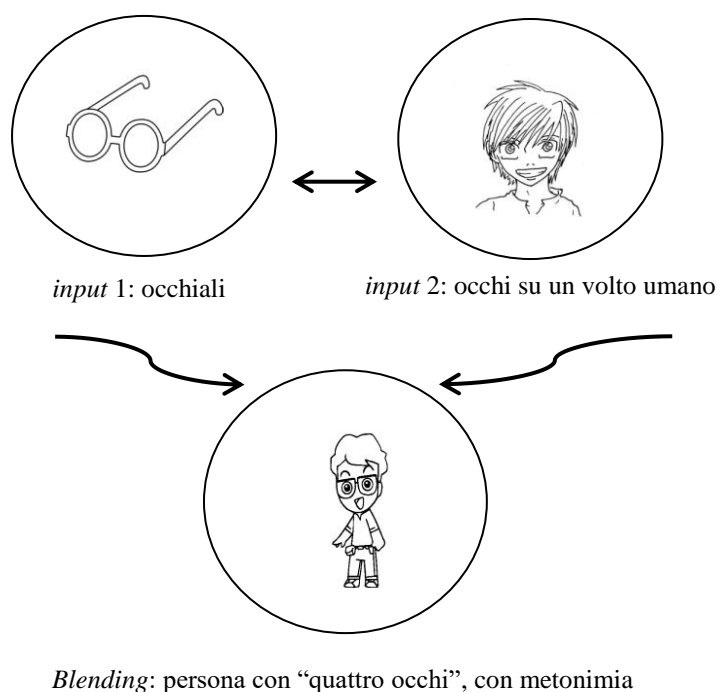 input 1: occhiali
input 2: occhi su un volto umano
Blending: persona con “quattro occhi”, con metonimia